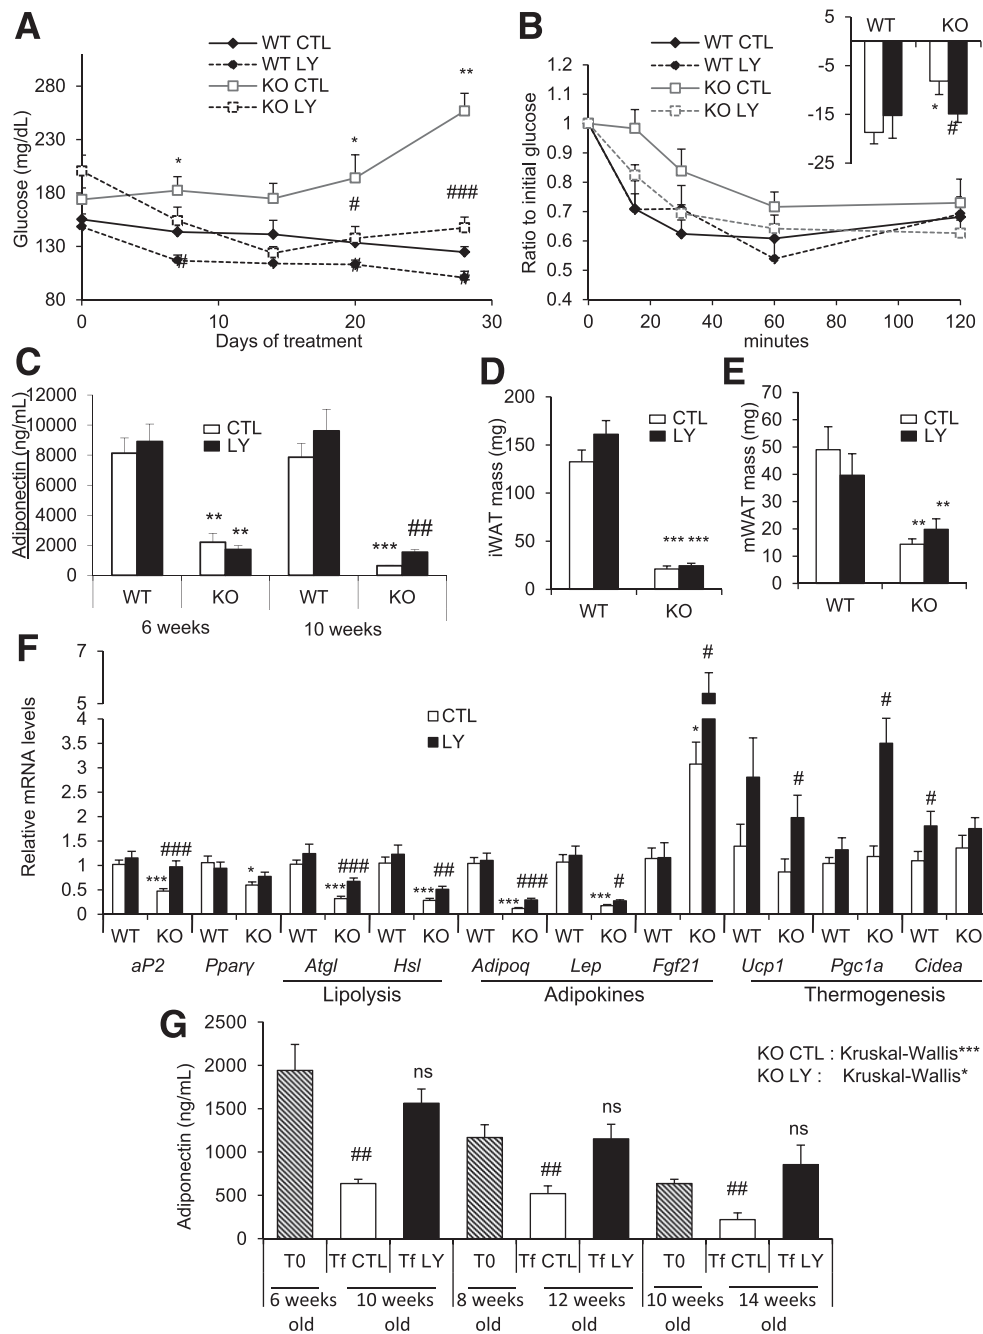 A
WT CTL
WT LY
KO CTL
KO LY
Glucose (mg/dL)
280
230
180
130
80
0
10
20
30
Days of treatment
*
*
**
#
###
#
#
#
B
WT CTL
WT LY
KO CTL
KO LY
Ratio to initial glucose
1.2
1
0.9
0.8
0.7
0.6
0.5
0.4
0
20
40
60
80
100
120
minutes
5
-5
-15
-25
WT
KO
*
#
C
Adiponectin (ng/mL)
12000
10000
8000
6000
4000
2000
0
CTL
LY
**
**
***
##
WT
KO
WT
KO
6 weeks
10 weeks
D
iWAT mass (mg)
200
150
100
50
0
CTL
LY
*** ***
WT
KO
E
mWAT mass (mg)
70
60
50
40
30
20
10
0
CTL
LY
**
**
WT
KO
F
Relative mRNA levels
7
5
4
3.5
3
2.5
2
1.5
1
0.5
0
CTL
LY
***
###
*
***
###
***
##
***
###
***
#
*
#
#
#
#
WT KO WT KO WT KO WT KO WT KO WT KO WT KO WT KO WT KO WT KO
aP2 Pparγ Atgl Hsl Adipoq Lep Fgf21 Ucp1 Pgc1a Cidea
Lipolysis Adipokines Thermogenesis
G
Adiponectin (ng/mL)
2500
2000
1500
1000
500
0
KO CTL : Kruskal-Wallis***
KO LY : Kruskal-Wallis*
##
ns
##
ns
##
ns
T0 Tf CTL Tf LY T0 Tf CTL Tf LY T0 Tf CTL Tf LY
6 weeks 10 weeks 8 weeks 12 weeks 10 weeks 14 weeks
old old old old old old